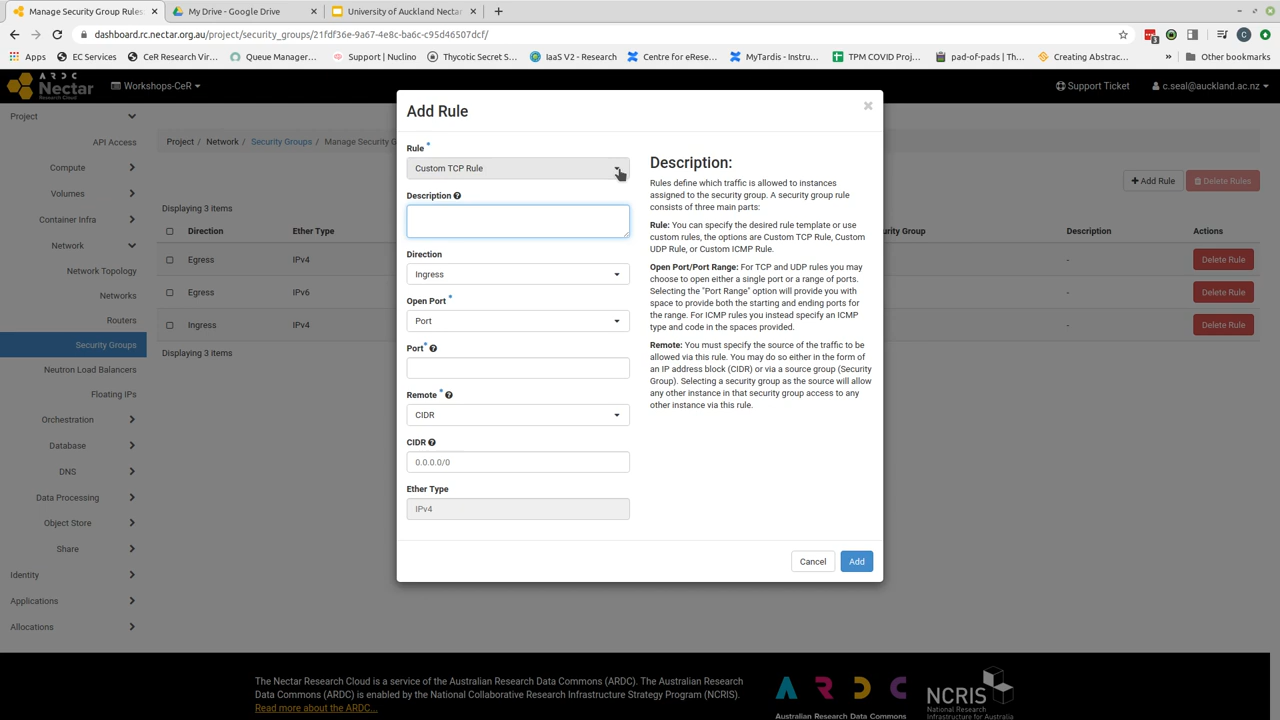 Manage Security Group Rules
My Drive - Google Drive
University of Auckland Nectar
dashboard.rc.nectar.org.au/project/security_groups/21fdf36e-9a67-4e8c-ba6c-c95d46507dcf/
3
C
Apps
EC Services
CeR Research Vir...
Queue Manager...
Support | Nuclino
Thycotic Secret S...
IaaS V2 - Research
Centre for eRese...
MyTardis - Instru...
TPM COVID Proj...
pad-of-pads | Th...
Creating Abstrac...
»
Other bookmarks
ARDC
Nectar
Research Cloud
Workshops-CeR
Support Ticket
c.seal@auckland.ac.nz
Project
API Access
Compute
Volumes
Container Infra
Network
Network Topology
Networks
Routers
Security Groups
Neutron Load Balancers
Floating IPs
Orchestration
Database
DNS
Data Processing
Object Store
Share
Identity
Applications
Allocations
Project / Network / Security Groups / Manage Security G
+ Add Rule
Delete Rules
Displaying 3 items
Direction
Ether Type
Group
Description
Actions
Egress
IPv4
-
Delete Rule
Egress
IPv6
-
Delete Rule
Ingress
IPv4
-
Delete Rule
Displaying 3 items
Add Rule
×
Rule *
Custom TCP Rule
Description
Direction
Ingress
Open Port *
Port
Port *
Remote *
CIDR
CIDR
0.0.0.0/0
Ether Type
IPv4
Description:
Rules define which traffic is allowed to instances
assigned to the security group. A security group rule
consists of three main parts:
Rule: You can specify the desired rule template or use
custom rules, the options are Custom TCP Rule, Custom
UDP Rule, or Custom ICMP Rule.
Open Port/Port Range: For TCP and UDP rules you may
choose to open either a single port or a range of ports.
Selecting the "Port Range" option will provide you with
space to provide both the starting and ending ports for
the range. For ICMP rules you instead specify an ICMP
type and code in the spaces provided.
Remote: You must specify the source of the traffic to be
allowed via this rule. You may do so either in the form of
an IP address block (CIDR) or via a source group (Security
Group). Selecting a security group as the source will allow
any other instance in that security group access to any
other instance via this rule.
Cancel
Add
The Nectar Research Cloud is a service of the Australian Research Data Commons (ARDC). The Australian Research
Data Commons (ARDC) is enabled by the National Collaborative Research Infrastructure Strategy Program (NCRIS).
Read more about the ARDC...
ARDC
Australian Research Data Commons
NCRIS
National Research
Infrastructure for Australia